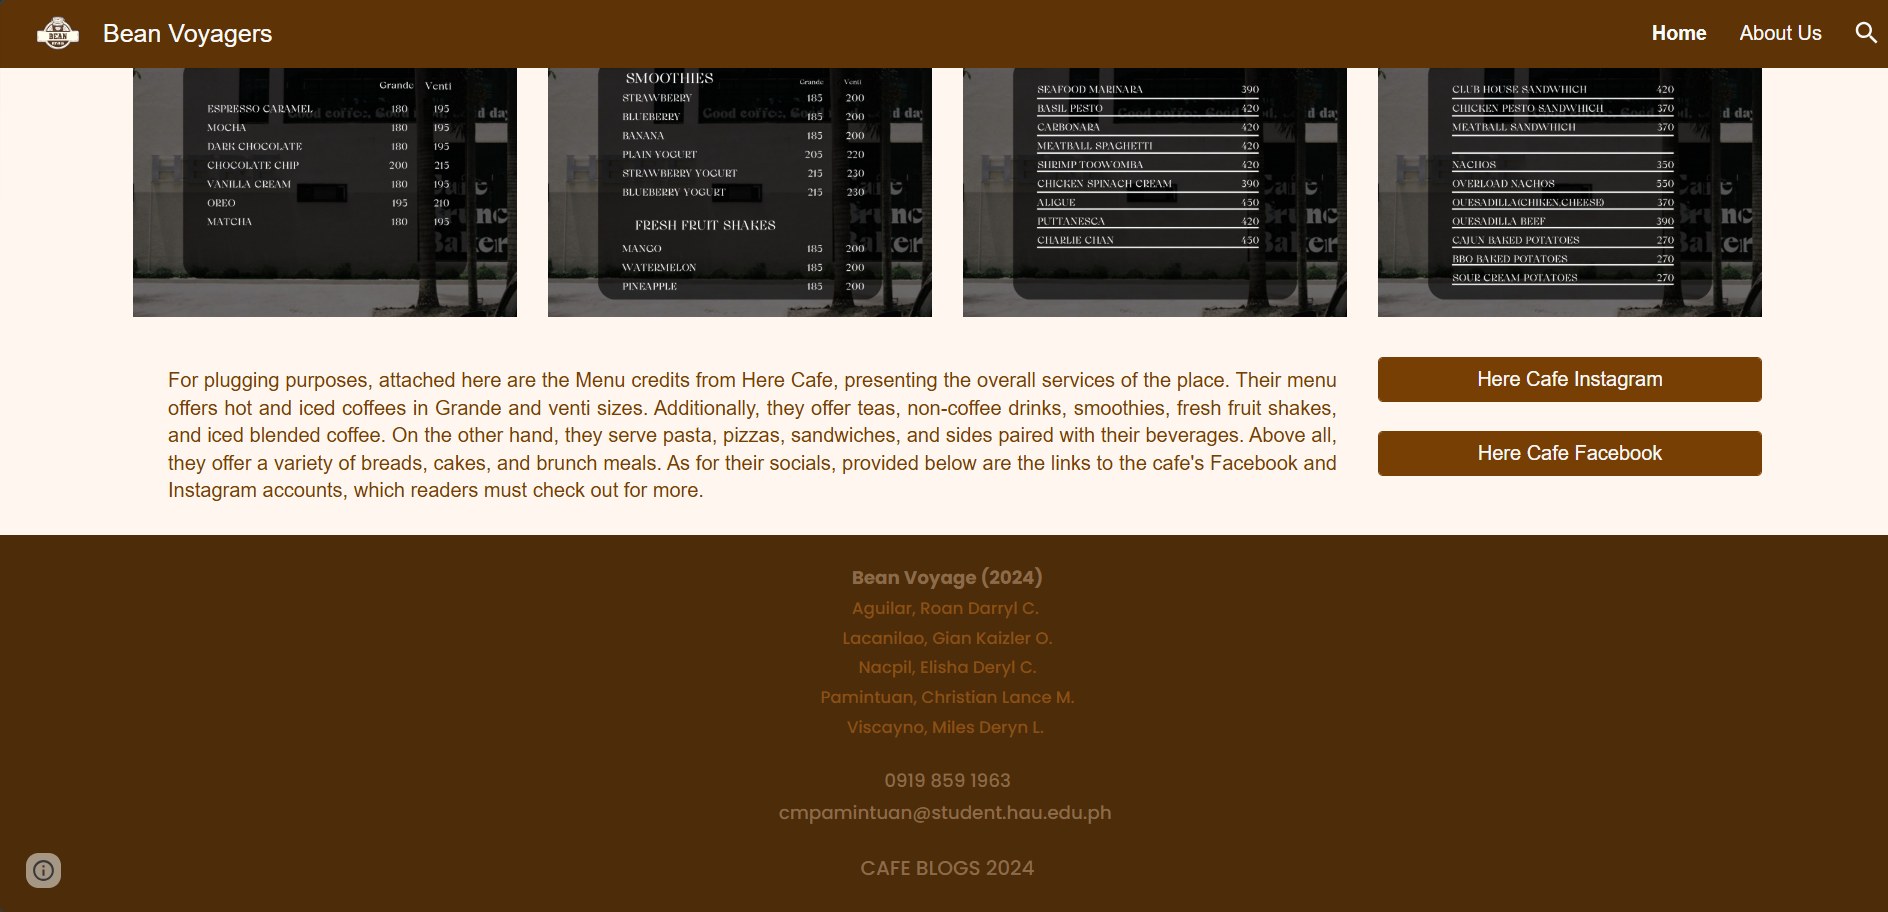 BEAN
Bean Voyagers
Home
About Us
Grande Venti
ESPRESSO CARAMEL 180 195
MOCHA 180 195
DARK CHOCOLATE 180 195
CHOCOLATE CHIP 200 215
VANILLA CREAM 180 195
OREO 195 210
MATCHA 180 195
SMOOTHIES Grande Venti
STRAWBERRY 185 200
BLUEBERRY 185 200
BANANA 185 200
PLAIN YOGURT 205 220
STRAWBERRY YOGURT 215 230
BLUEBERRY YOGURT 215 230
FRESH FRUIT SHAKES
MANGO 185 200
WATERMELON 185 200
PINEAPPLE 185 200
SEAFOOD MARINARA 390
BASIL PESTO 420
CARBONARA 420
MEATBALL SPAGHETTI 420
SHRIMP TOOWOMBA 420
CHICKEN SPINACH CREAM 390
ALIGUE 450
PUTTANESCA 420
CHARLIE CHAN 450
CLUB HOUSE SANDWHICH 420
CHICKEN PESTO SANDWHICH 370
MEATBALL SANDWHICH 370
NACHOS 350
OVERLOAD NACHOS 550
QUESADILLA(CHIKEN,CHEESE) 370
QUESADILLA BEEF 390
CAJUN BAKED POTATOES 270
BBQ BAKED POTATOES 270
SOUR CREAM POTATOES 270
For plugging purposes, attached here are the Menu credits from Here Cafe, presenting the overall services of the place. Their menu
offers hot and iced coffees in Grande and venti sizes. Additionally, they offer teas, non-coffee drinks, smoothies, fresh fruit shakes,
and iced blended coffee. On the other hand, they serve pasta, pizzas, sandwiches, and sides paired with their beverages. Above all,
they offer a variety of breads, cakes, and brunch meals. As for their socials, provided below are the links to the cafe's Facebook and
Instagram accounts, which readers must check out for more.
Here Cafe Instagram
Here Cafe Facebook
Bean Voyage (2024)
Aguilar, Roan Darryl C.
Lacanilao, Gian Kaizler O.
Nacpil, Elisha Deryl C.
Pamintuan, Christian Lance M.
Viscayno, Miles Deryn L.
0919 859 1963
cmpamintuan@student.hau.edu.ph
CAFE BLOGS 2024